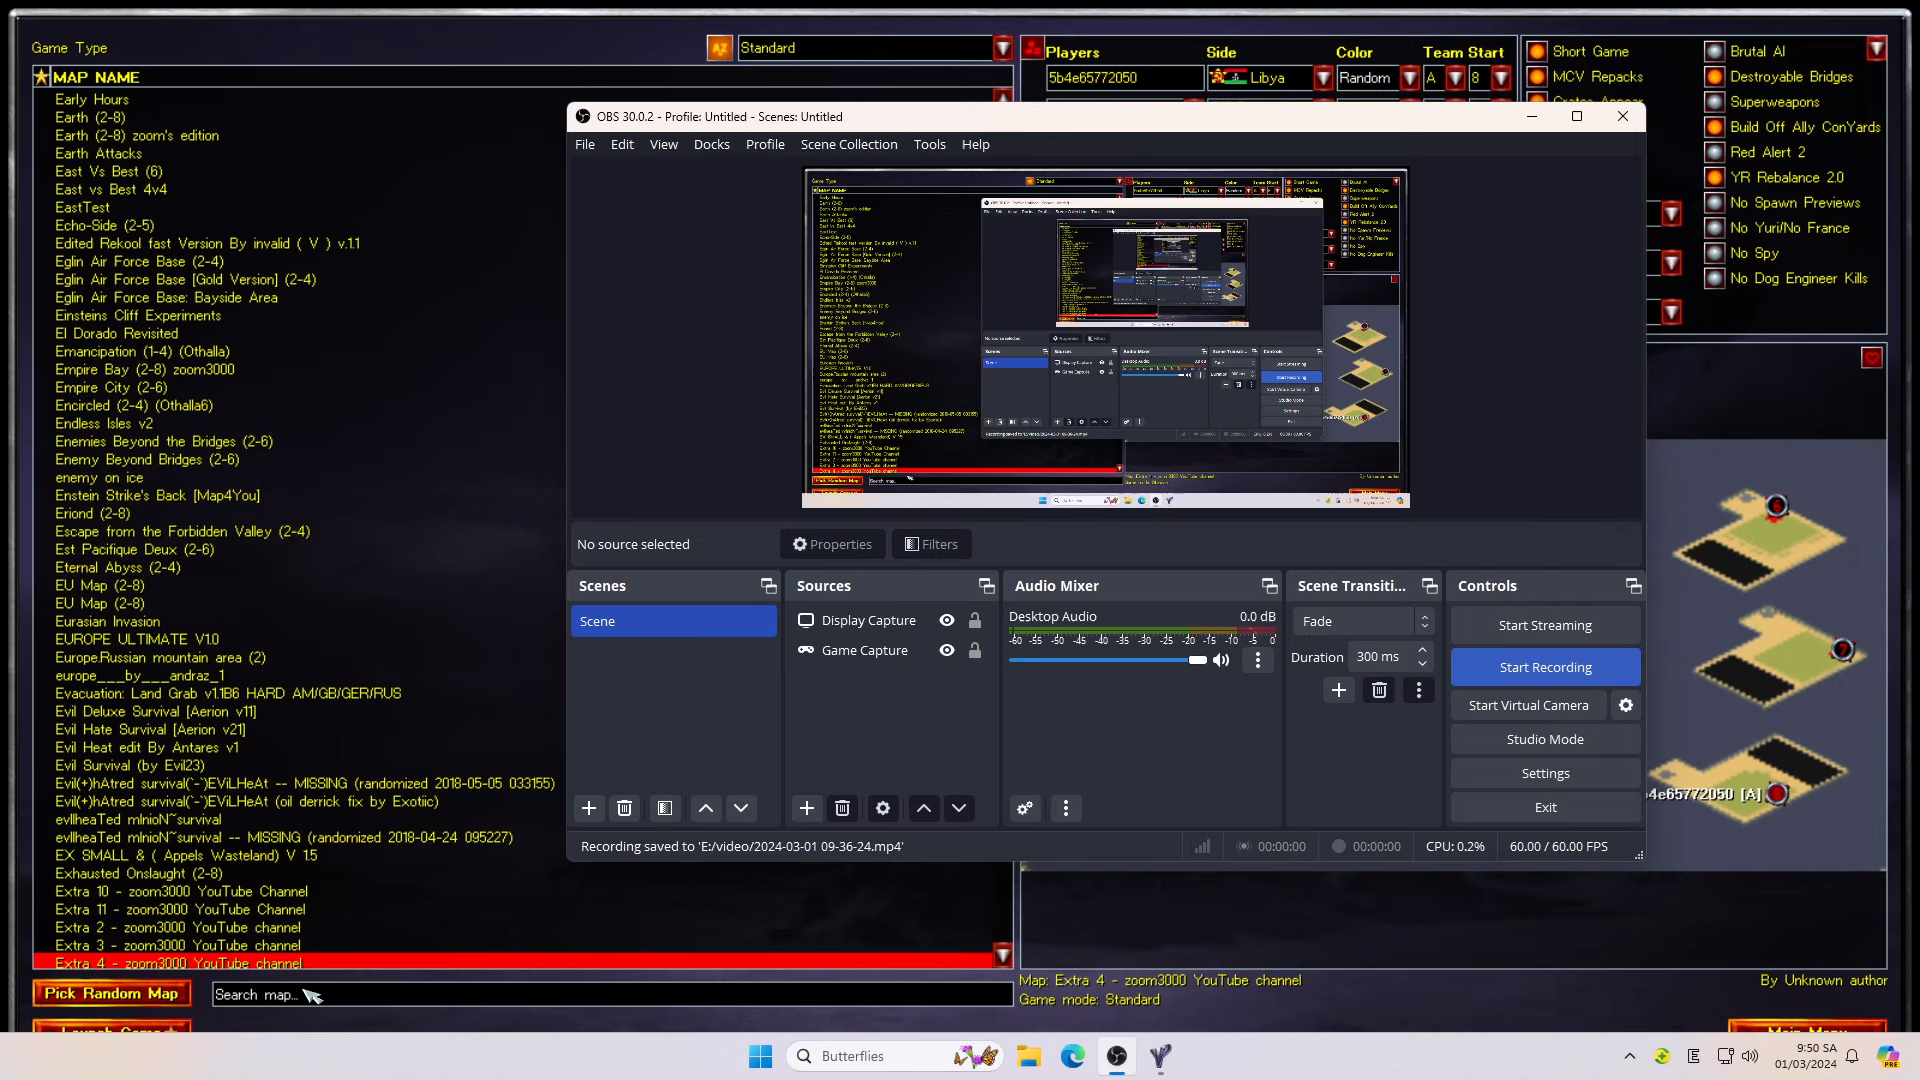 Game Type
AZ
Standard
MAP NAME
Early Hours
Earth (2-8)
Earth (2-8) zoom's edition
Earth Attacks
East Vs Best (6)
East vs Best 4v4
EastTest
Echo-Side (2-5)
Edited Rekool fast Version By invalid ( V ) v.1.1
Eglin Air Force Base (2-4)
Eglin Air Force Base [Gold Version] (2-4)
Eglin Air Force Base: Bayside Area
Einsteins Cliff Experiments
El Dorado Revisited
Emancipation (1-4) (Othalla)
Empire Bay (2-8) zoom3000
Empire City (2-6)
Encircled (2-4) (Othalla6)
Endless Isles v2
Enemies Beyond the Bridges (2-6)
Enemy Beyond Bridges (2-6)
enemy on ice
Enstein Strike's Back [Map4You]
Eriond (2-8)
Escape from the Forbidden Valley (2-4)
Est Pacifique Deux (2-6)
Eternal Abyss (2-4)
EU Map (2-8)
EU Map (2-8)
Eurasian Invasion
EUROPE ULTIMATE V1.0
Europe.Russian mountain area (2)
europe___by___andraz_1
Evacuation: Land Grab v1.1B6 HARD AM/GB/GER/RUS
Evil Deluxe Survival [Aerion v11]
Evil Hate Survival [Aerion v21]
Evil Heat edit By Antares v1
Evil Survival (by Evil23)
Evil(+)hAtred survival(`-`)EViLHeAt -- MISSING (randomized 2018-05-05 033155)
Evil(+)hAtred survival(`-`)EViLHeAt (oil derrick fix by Exotiic)
evIlheaTed mInioN~survival
evIlheaTed mInioN~survival -- MISSING (randomized 2018-04-24 095227)
EX SMALL & ( Appels Wasteland) V 1.5
Exhausted Onslaught (2-8)
Extra 10 - zoom3000 YouTube Channel
Extra 11 - zoom3000 YouTube Channel
Extra 2 - zoom3000 YouTube channel
Extra 3 - zoom3000 YouTube channel
Extra 4 - zoom3000 YouTube channel
Pick Random Map
Search map...
Players Side Color Team Start
5b4e65772050 Libya Random A 8
Short Game
MCV Repacks
Brutal AI
Destroyable Bridges
Superweapons
Build Off Ally ConYards
Red Alert 2
YR Rebalance 2.0
No Spawn Previews
No Yuri/No France
No Spy
No Dog Engineer Kills
OBS 30.0.2 - Profile: Untitled - Scenes: Untitled
File Edit View Docks Profile Scene Collection Tools Help
No source selected
Properties
Filters
Scenes
Scene
Sources
Display Capture
Game Capture
Audio Mixer
Desktop Audio 0.0 dB
-60 -55 -50 -45 -40 -35 -30 -25 -20 -15 -10 -5 0
Scene Transiti...
Fade
Duration 300 ms
Controls
Start Streaming
Start Recording
Start Virtual Camera
Studio Mode
Settings
Exit
Recording saved to 'E:/video/2024-03-01 09-36-24.mp4'
00:00:00
00:00:00
CPU: 0.2%
60.00 / 60.00 FPS
4e65772050 [A]
Map: Extra 4 - zoom3000 YouTube channel
Game mode: Standard
By Unknown author
Butterflies
9:50 SA
01/03/2024
PRE